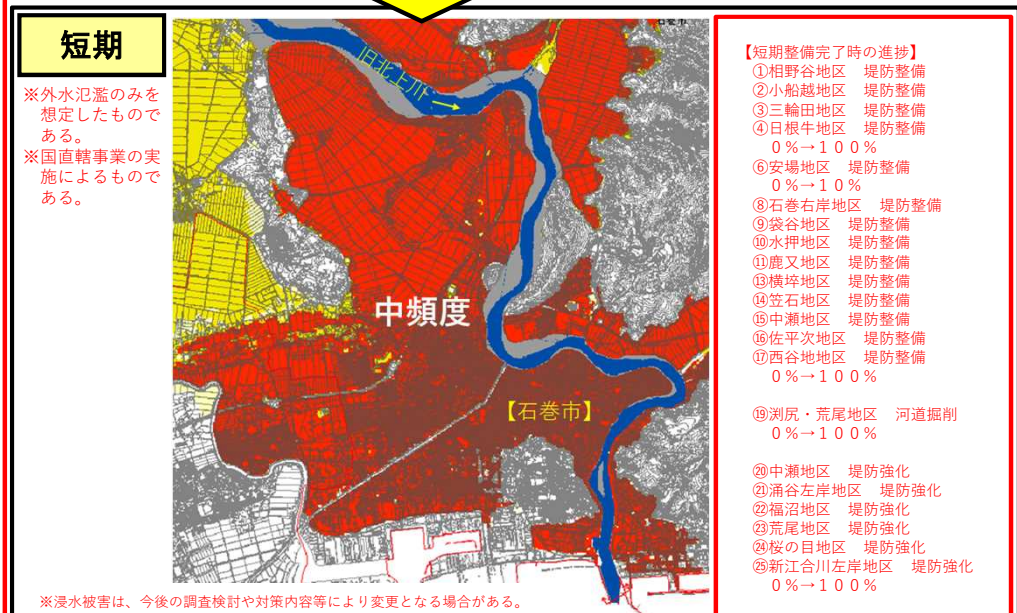 短期
※外水氾濫のみを
想定したもので
ある。
※国直轄事業の実
施によるもので
ある。
旧北上川
中頻度
【石巻市】
※浸水被害は、今後の調査検討や対策内容等により変更となる場合がある。
【短期整備完了時の進捗】
①相野谷地区 堤防整備
②小船越地区 堤防整備
③三輪田地区 堤防整備
④日根牛地区 堤防整備
0%→100%
⑥安場地区 堤防整備
0%→10%
⑧石巻右岸地区 堤防整備
⑨袋谷地区 堤防整備
⑩水押地区 堤防整備
⑪鹿又地区 堤防整備
⑬横埣地区 堤防整備
⑭笠石地区 堤防整備
⑮中瀬地区 堤防整備
⑯佐平次地区 堤防整備
⑰西谷地地区 堤防整備
0%→100%
⑲渕尻・荒尾地区 河道掘削
0%→100%
⑳中瀬地区 堤防強化
㉑涌谷左岸地区 堤防強化
㉒福沼地区 堤防強化
㉓荒尾地区 堤防強化
㉔桜の目地区 堤防強化
㉕新江合川左岸地区 堤防強化
0%→100%